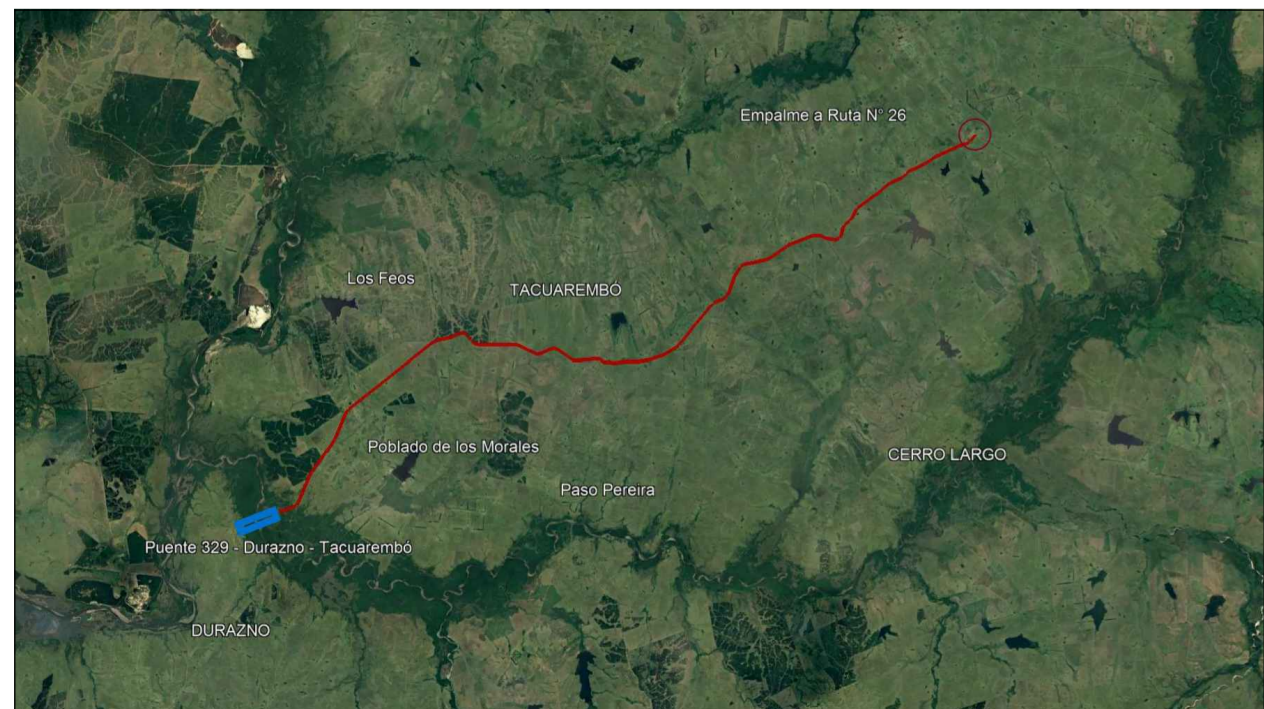 Empalme a Ruta N° 26
Los Feos
TACUAREMBÓ
Poblado de los Morales
CERRO LARGO
Paso Pereira
Puente 329 - Durazno - Tacuarembó
DURAZNO